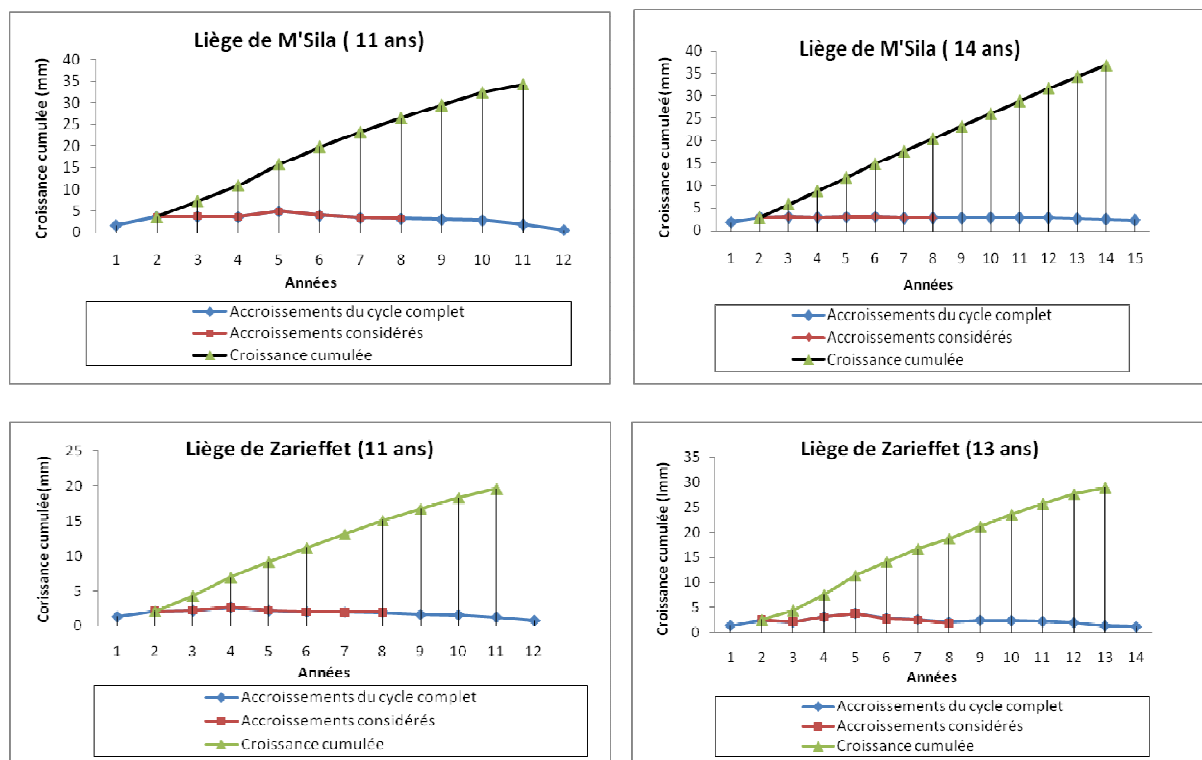 Liège de M'Sila ( 11 ans)
Croissance cumulée (mm)
40
35
30
25
20
15
10
5
0
1 2 3 4 5 6 7 8 9 10 11 12
Années
Accroissements du cycle complet
Accroissements considérés
Croissance cumulée
Liège de M'Sila ( 14 ans)
Croissance cumuleé(mm)
40
35
30
25
20
15
10
5
0
1 2 3 4 5 6 7 8 9 10 11 12 13 14 15
Années
Accroissements du cycle complet
Accroissements considérés
Croissance cumulée
Liège de Zarieffet (11 ans)
Corissance cumulée(mm)
25
20
15
10
5
0
1 2 3 4 5 6 7 8 9 10 11 12
Années
Accroissements du cycle complet
Accroissements considérés
Croissance cumulée
Liège de Zarieffet (13 ans)
Croissance cumulée (lmm)
35
30
25
20
15
10
5
0
1 2 3 4 5 6 7 8 9 10 11 12 13 14
Années
Accroissements du cycle complet
Accroissements considérés
Croissance cumulée